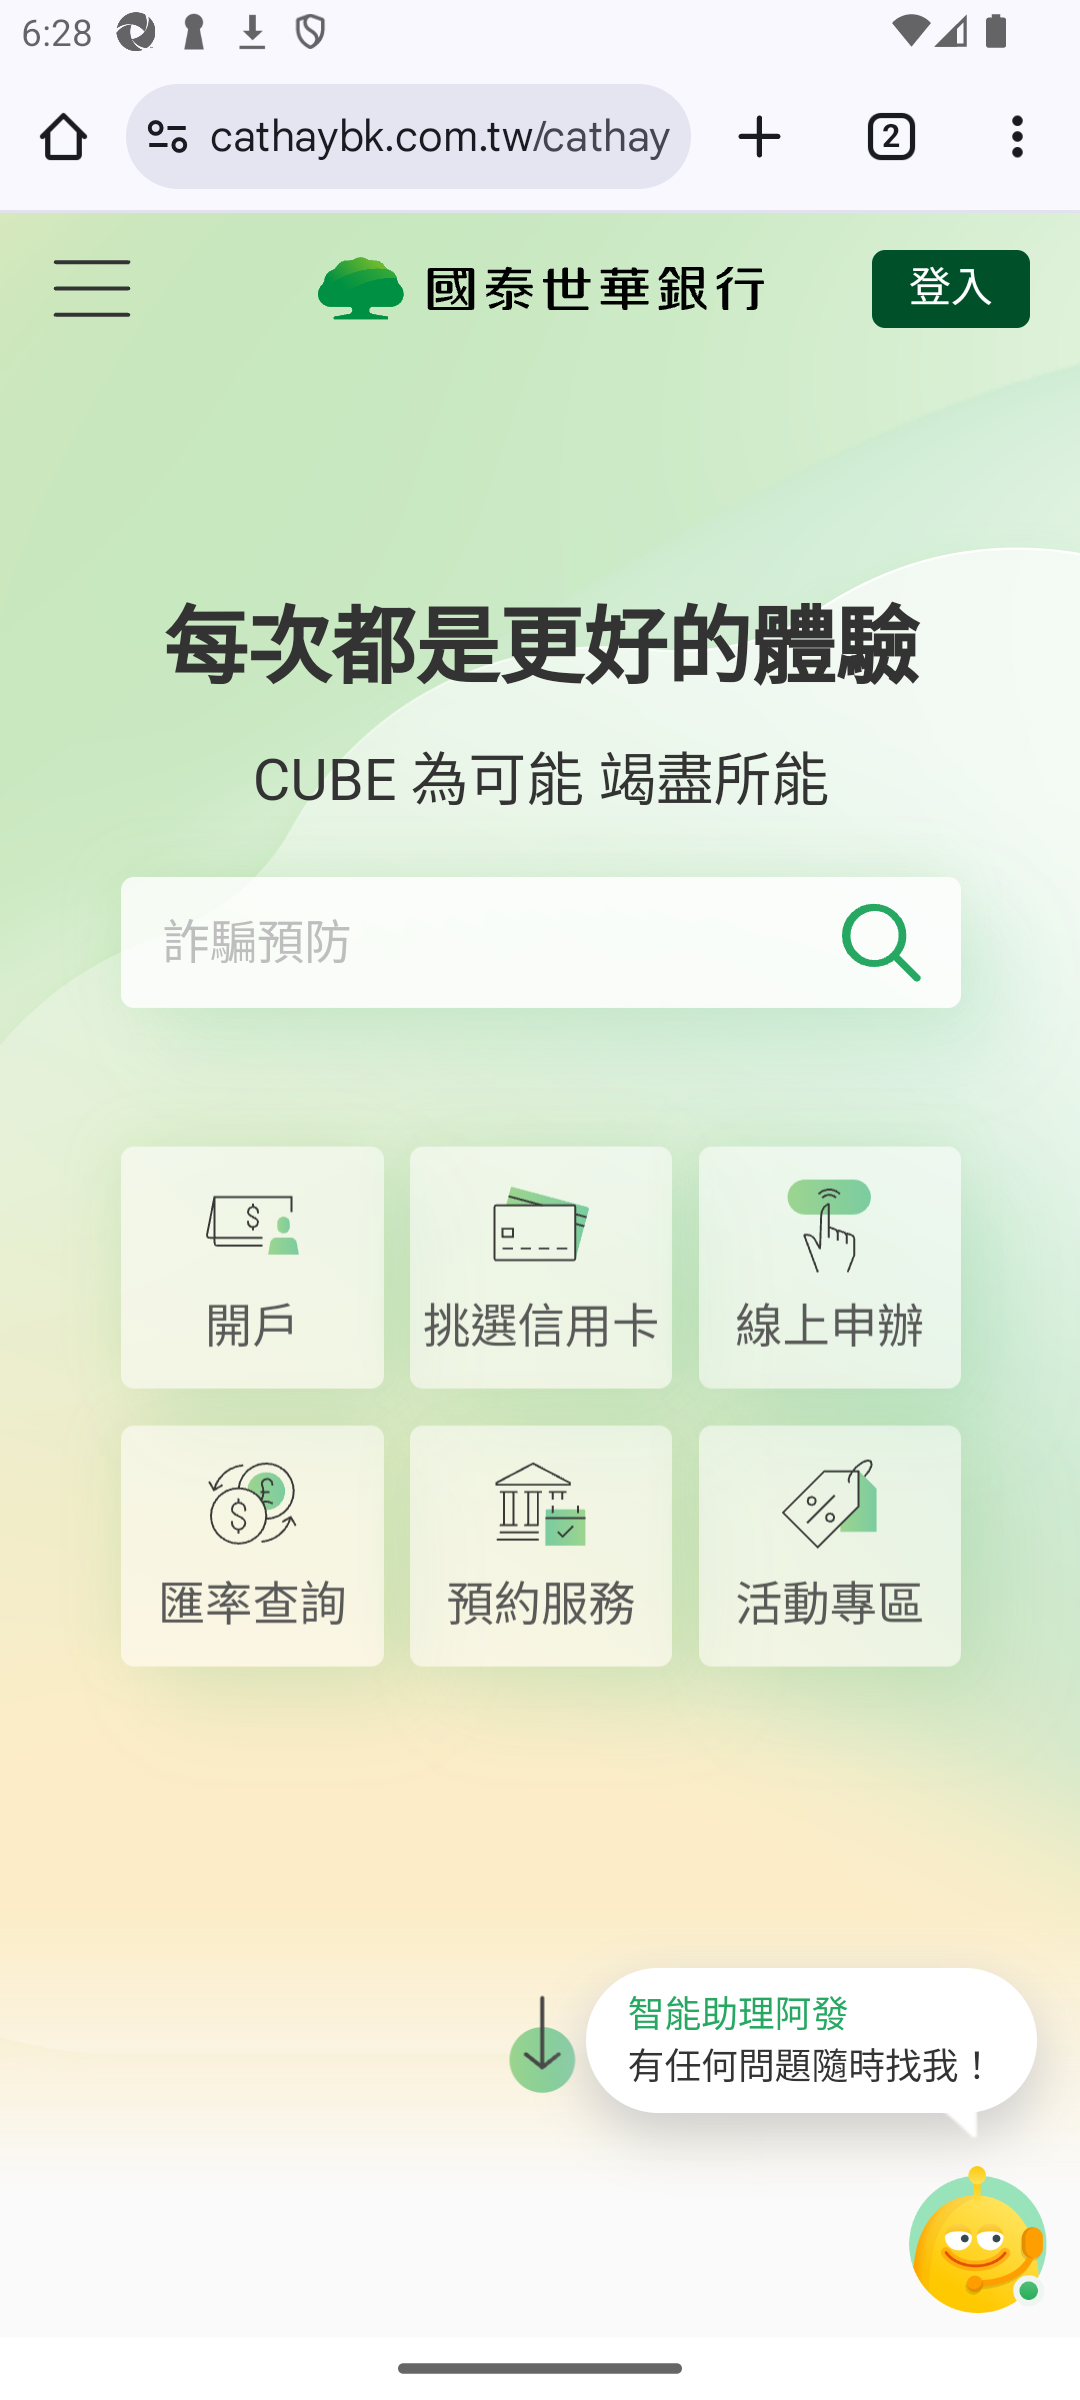 6:28
cathaybk.com.tw/cathay
2
國泰世華銀行
登入
每次都是更好的體驗
CUBE 為可能 竭盡所能
詐騙預防
開戶
挑選信用卡
線上申辦
匯率查詢
預約服務
活動專區
智能助理阿發
有任何問題隨時找我！